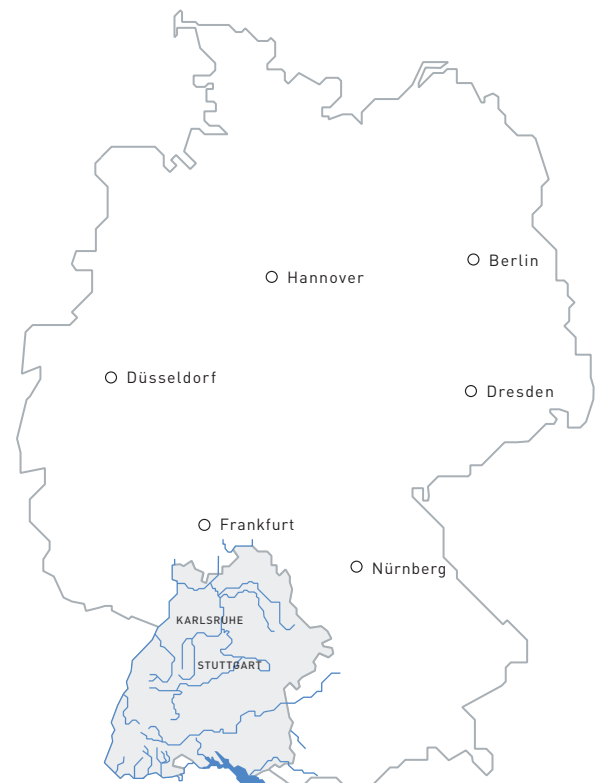 Berlin
Hannover
Düsseldorf
Dresden
Frankfurt
Nürnberg
KARLSRUHE
STUTTGART